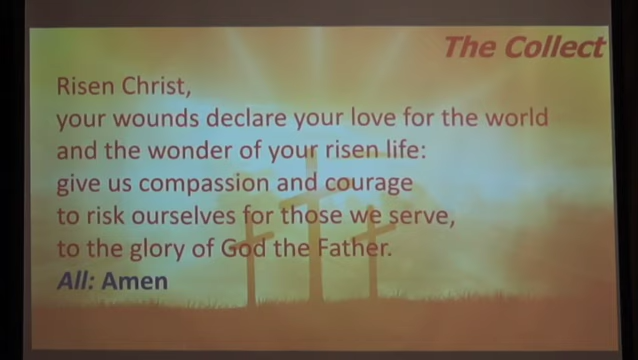 The Collect
Risen Christ,
your wounds declare your love for the world
and the wonder of your risen life:
give us compassion and courage
to risk ourselves for those we serve,
to the glory of God the Father.
All: Amen